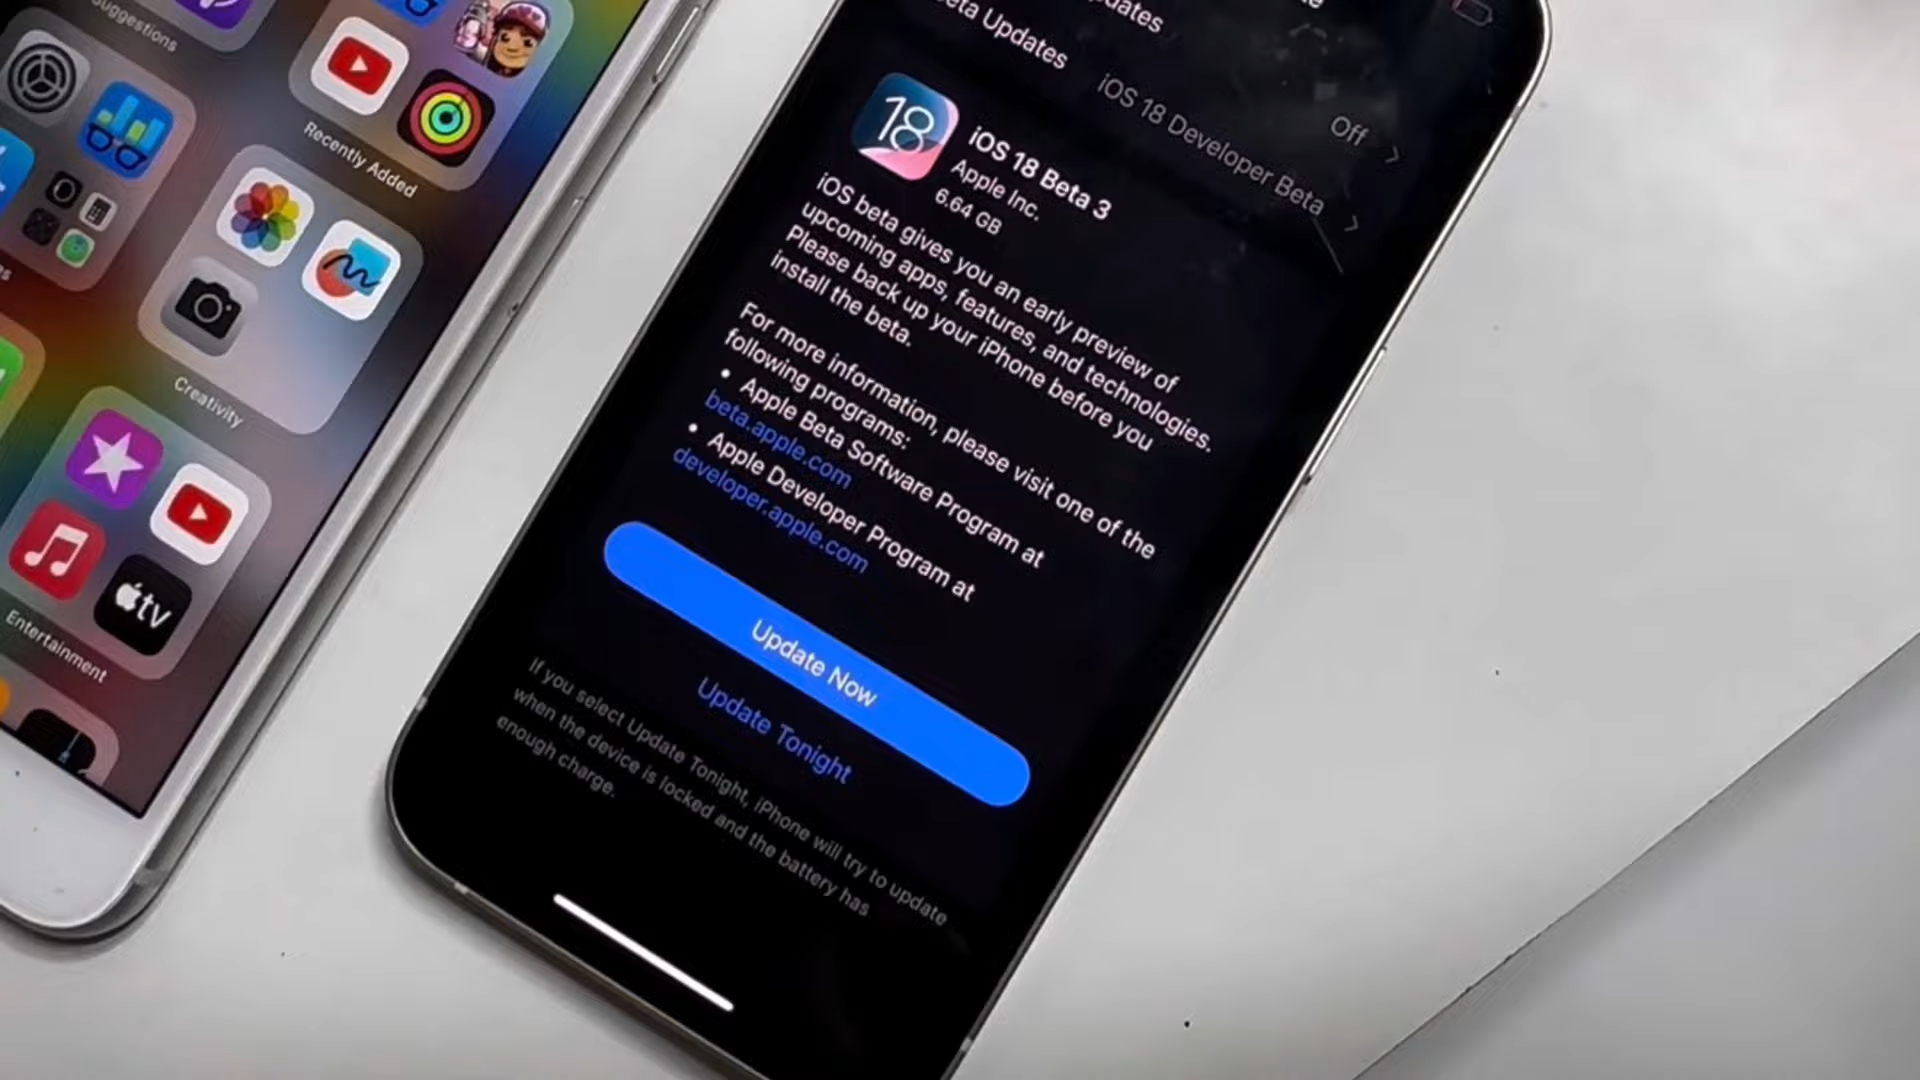 Suggestions
Recently Added
Creativity
tv
Entertainment
Beta Updates
Off
iOS 18 Developer Beta
18
iOS 18 Beta 3
Apple Inc.
6.64 GB
iOS beta gives you an early preview of
upcoming apps, features, and technologies.
Please back up your iPhone before you
install the beta.
For more information, please visit one of the
following programs:
• Apple Beta Software Program at
beta.apple.com
• Apple Developer Program at
developer.apple.com
Update Now
Update Tonight
If you select Update Tonight, iPhone will try to update
when the device is locked and the battery has
enough charge.